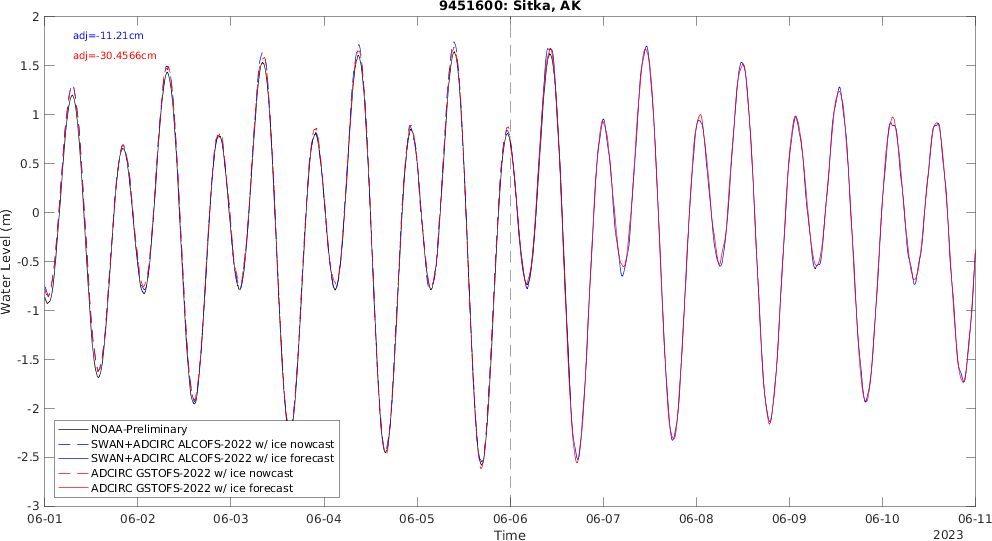 9451600: Sitka, AK
adj=-11.21cm
adj=-30.4566cm
Water Level (m)
2
1.5
1
0.5
0
-0.5
-1
-1.5
-2
-2.5
-3
NOAA-Preliminary
SWAN+ADCIRC ALCOFS-2022 w/ ice nowcast
SWAN+ADCIRC ALCOFS-2022 w/ ice forecast
ADCIRC GSTOFS-2022 w/ ice nowcast
ADCIRC GSTOFS-2022 w/ ice forecast
06-01 06-02 06-03 06-04 06-05 06-06 06-07 06-08 06-09 06-10 06-11
Time
2023